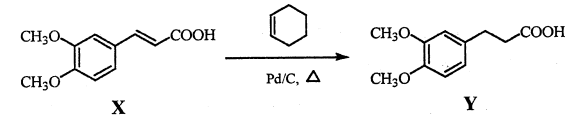 CH₃O COOH
CH₃O
X
Pd/C, △
COOH
CH₃O
CH₃O
Y